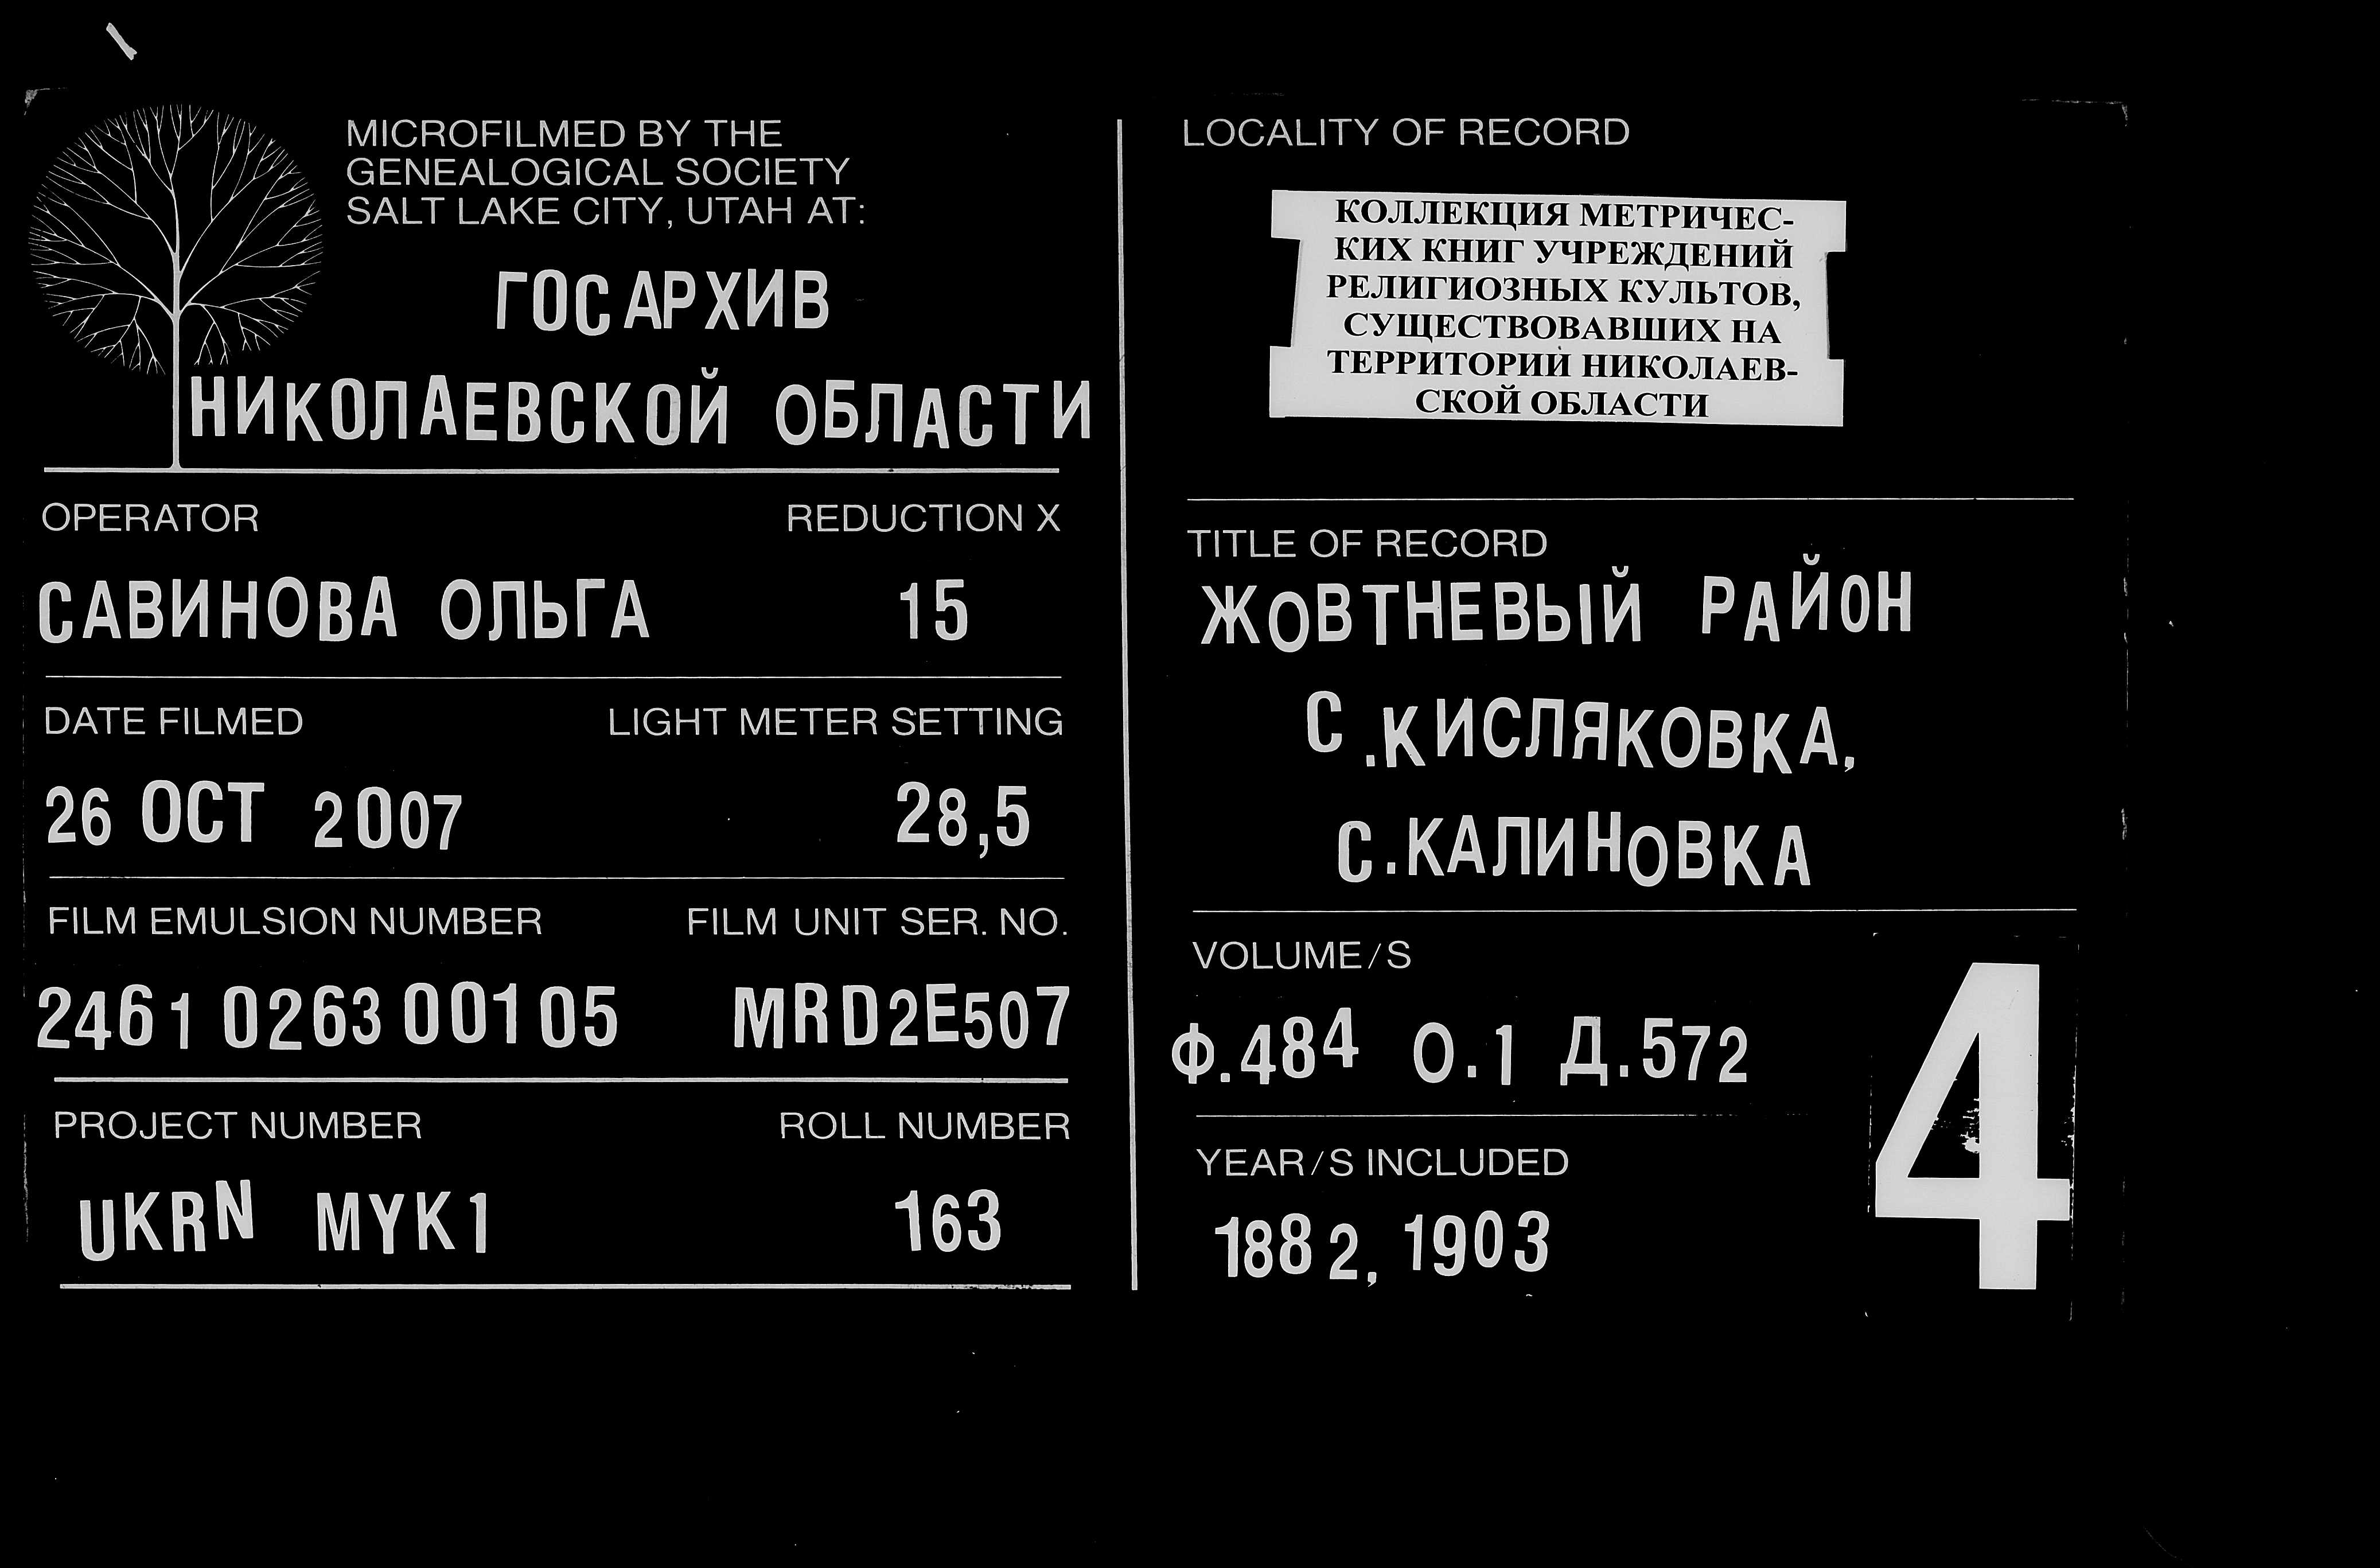 MICROFILMED BY THE
GENEALOGICAL SOCIETY
SALT LAKE CITY, UTAH AT:
ГОСАРХИВ
НИКОЛАЕВСКОЙ ОБЛАСТИ
OPERATOR REDUCTION X
САВИНОВА ОЛЬГА 15
DATE FILMED LIGHT METER SETTING
26 OCT 2007 28,5
FILM EMULSION NUMBER FILM UNIT SER. NO.
2461 0263 00105 MRD2E507
PROJECT NUMBER ROLL NUMBER
UKRN MYK1 163
LOCALITY OF RECORD
КОЛЛЕКЦИЯ МЕТРИЧЕС-
КИХ КНИГ УЧРЕЖДЕНИЙ
РЕЛИГИОЗНЫХ КУЛЬТОВ,
СУЩЕСТВОВАВШИХ НА
ТЕРРИТОРИИ НИКОЛАЕВ-
СКОЙ ОБЛАСТИ
TITLE OF RECORD
ЖОВТНЕВЫЙ РАЙОН
С.КИСЛЯКОВКА,
С.КАЛИНОВКА
VOLUME/S
Ф.484 О.1 Д.572
4
YEAR/S INCLUDED
1882, 1903